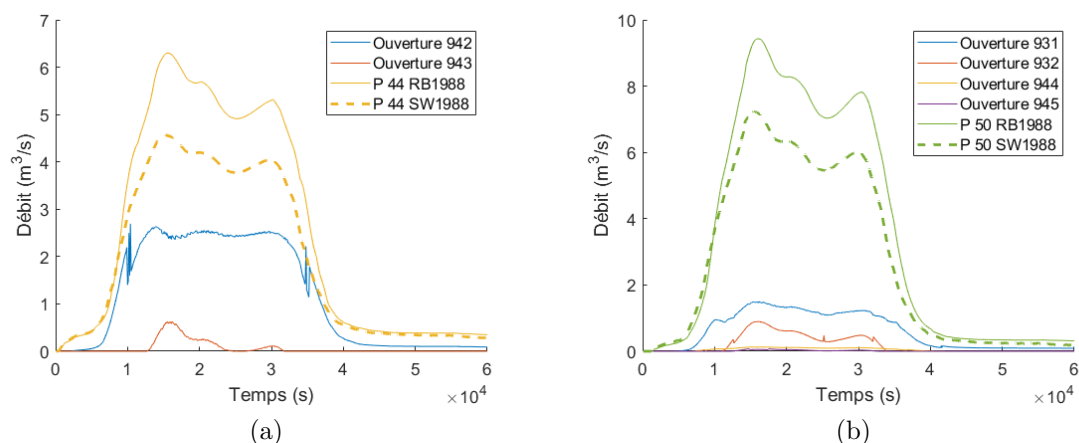 7
6
5
4
3
2
1
0
Débit (m³/s)
0 1 2 3 4 5 6
Temps (s)
×10⁴
Ouverture 942
Ouverture 943
P 44 RB1988
P 44 SW1988
(a)
10
8
6
4
2
0
Débit (m³/s)
0 1 2 3 4 5 6
Temps (s)
×10⁴
Ouverture 931
Ouverture 932
Ouverture 944
Ouverture 945
P 50 RB1988
P 50 SW1988
(b)